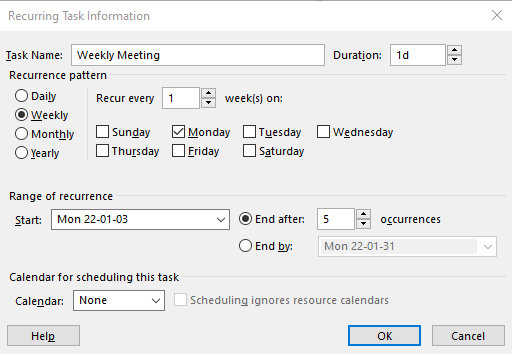 Recurring Task Information
Task Name: Weekly Meeting Duration: 1d
Recurrence pattern
Daily
Weekly
Monthly
Yearly
Recur every 1 week(s) on:
Sunday Monday Tuesday Wednesday
Thursday Friday Saturday
Range of recurrence
Start: Mon 22-01-03 End after: 5 occurrences
End by: Mon 22-01-31
Calendar for scheduling this task
Calendar: None Scheduling ignores resource calendars
Help OK Cancel